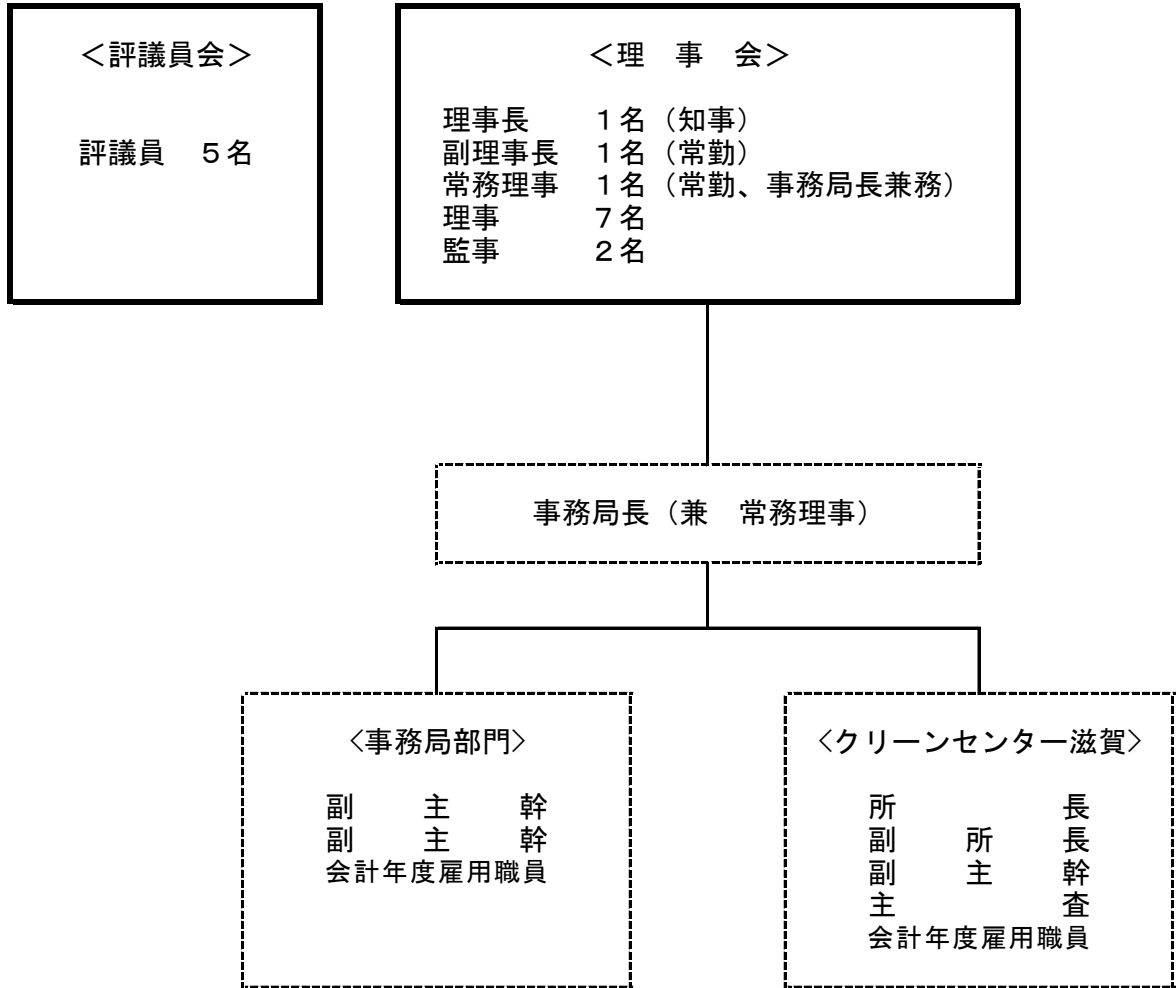 ＜評議員会＞
評議員　５名
＜理　事　会＞
理事長　１名（知事）
副理事長　１名（常勤）
常務理事　１名（常勤、事務局長兼務）
理事　７名
監事　２名
事務局長（兼　常務理事）
<事務局部門>
副　主　幹
副　主　幹
会計年度雇用職員
<クリーンセンター滋賀>
所　　　長
副　所　長
副　主　幹
主　　　査
会計年度雇用職員